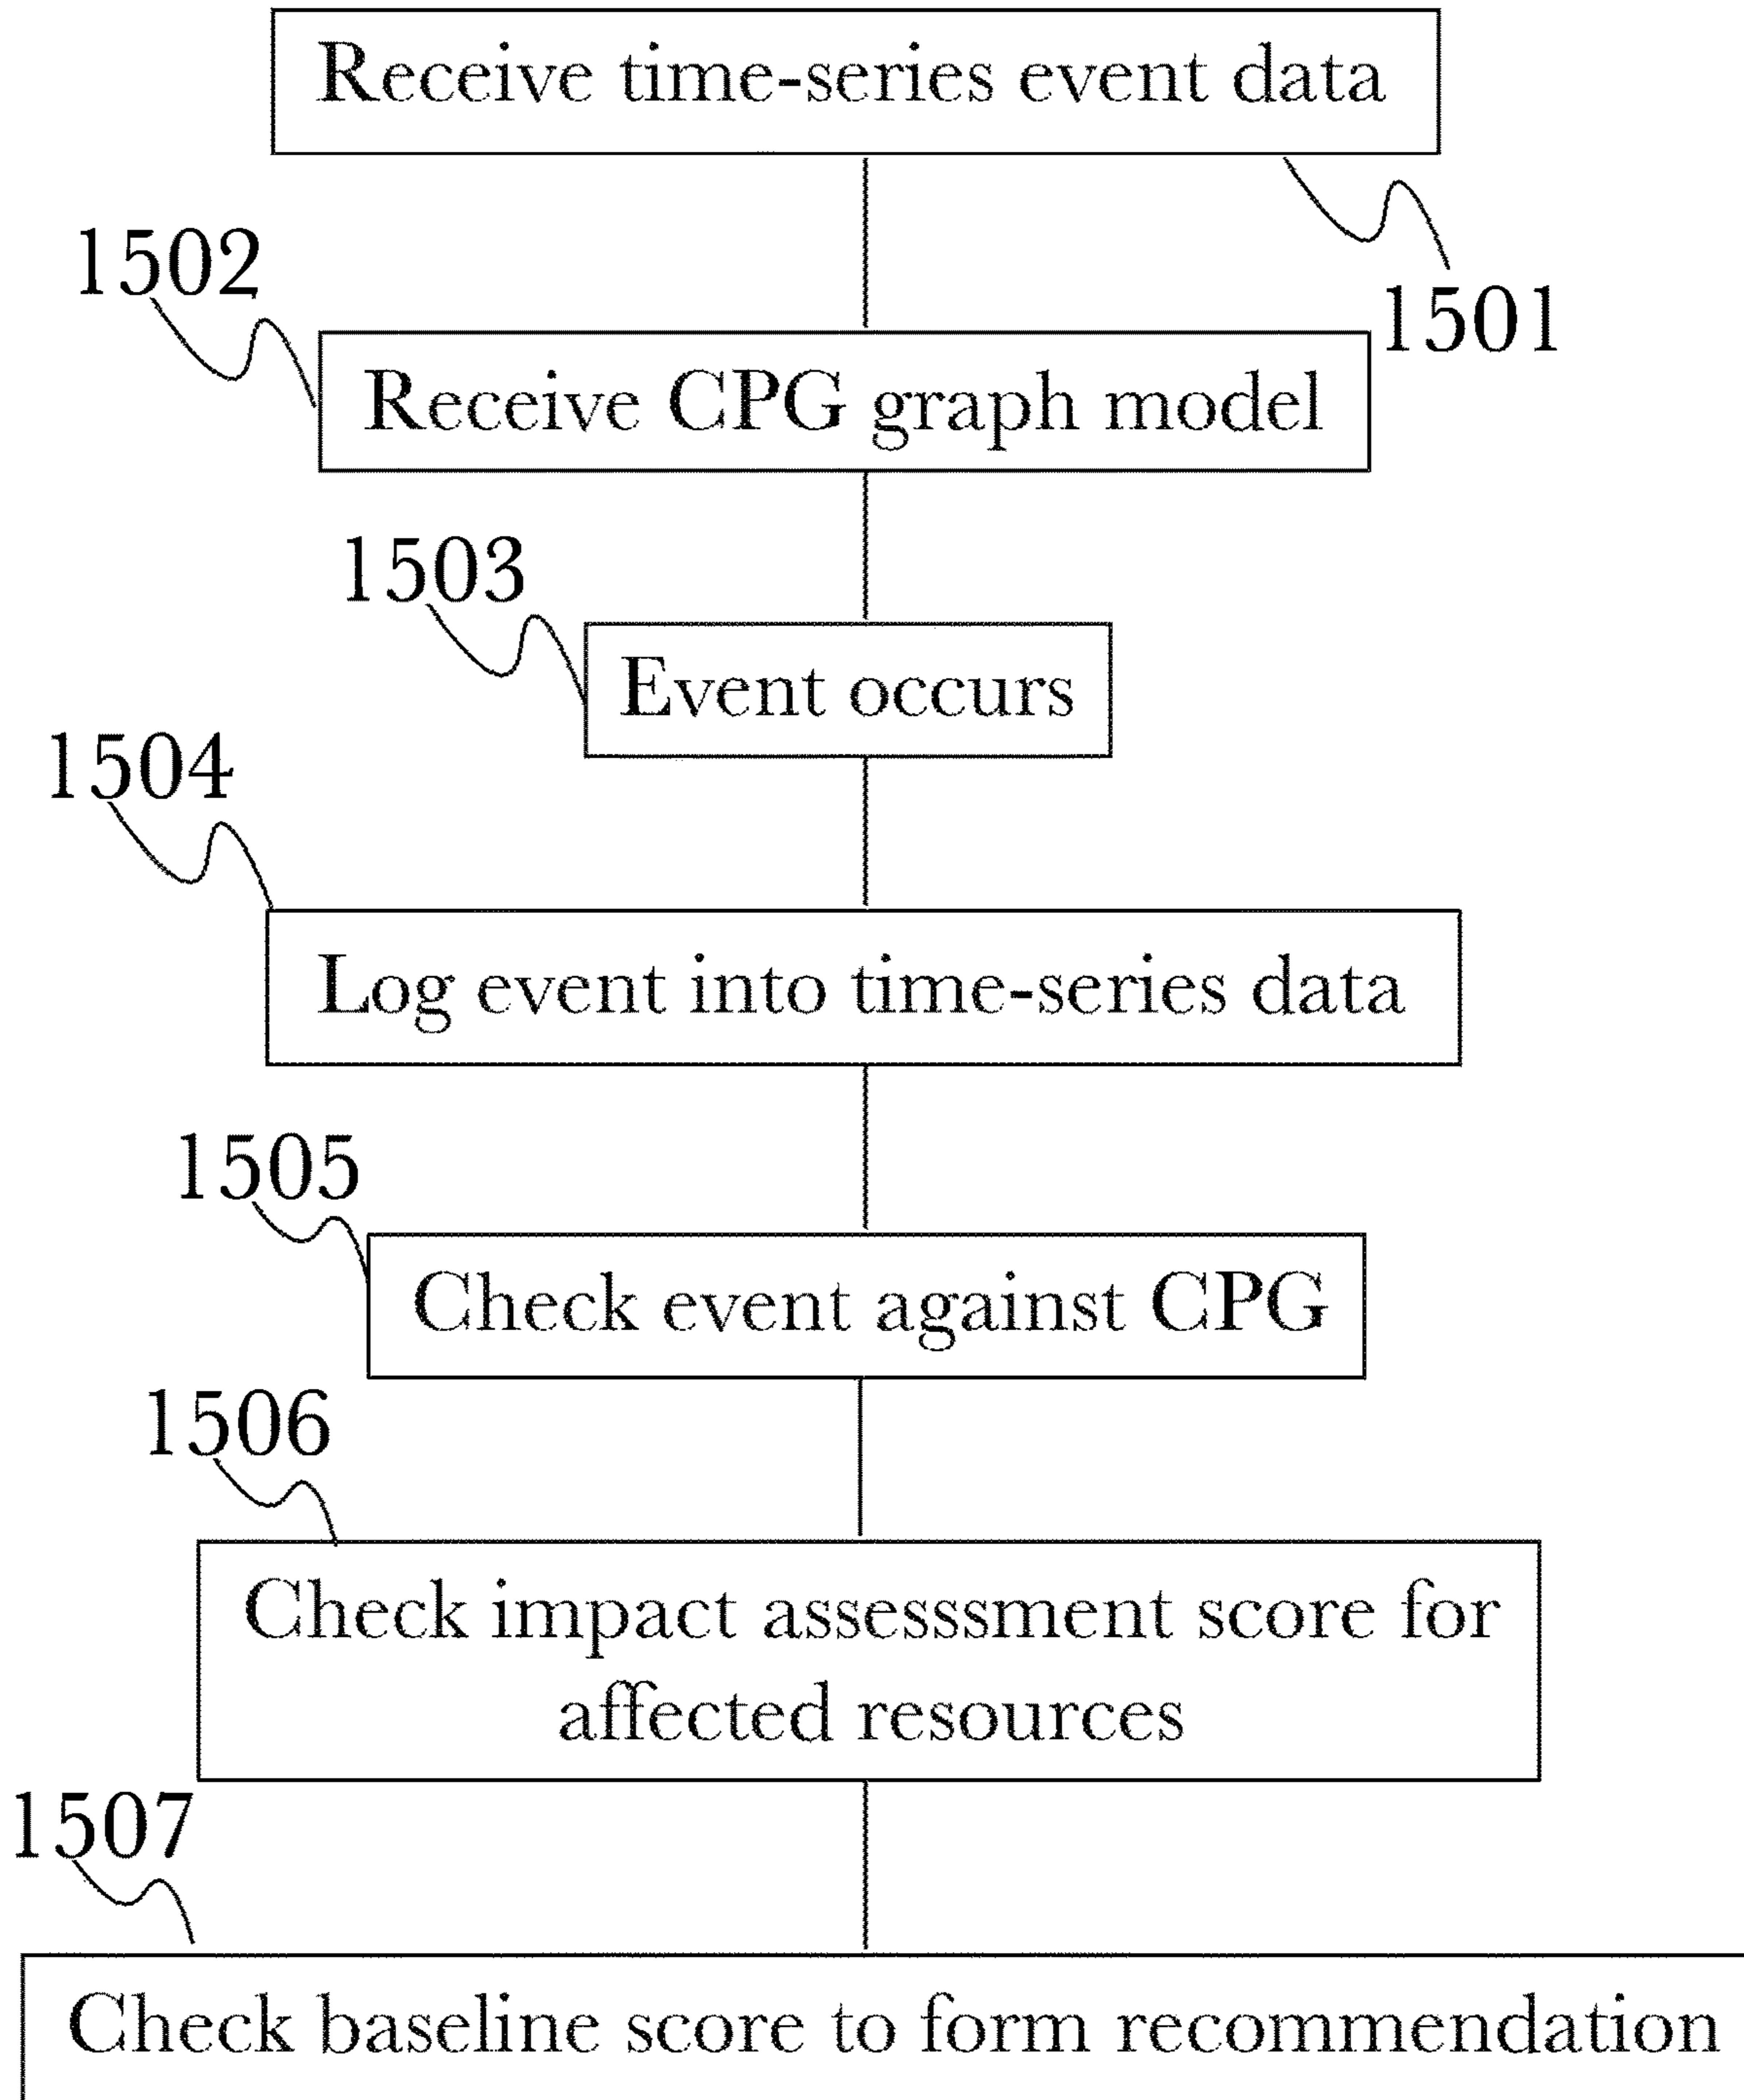 Receive time-series event data
1501
1502
Receive CPG graph model
1503
Event occurs
1504
Log event into time-series data
1505
Check event against CPG
1506
Check impact assesssment score for
affected resources
1507
Check baseline score to form recommendation